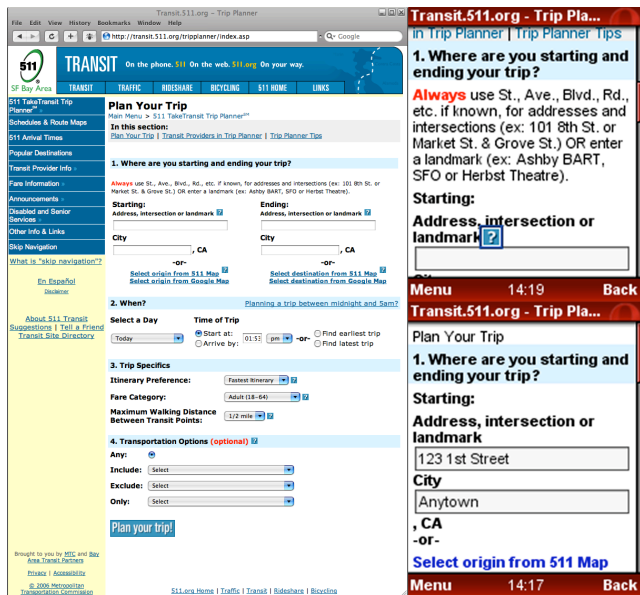 Transit.511.org – Trip Planner
File Edit View History Bookmarks Window Help
http://transit.511.org/tripplanner/index.asp
Google
511
SF Bay Area
TRANSIT
On the phone. 511 On the web. 511.org On your way.
TRANSIT TRAFFIC RIDESHARE BICYCLING 511 HOME LINKS
511 TakeTransit Trip
Planner℠ »
Schedules & Route Maps
511 Arrival Times
Popular Destinations
Transit Provider Info »
Fare Information »
Announcements »
Disabled and Senior
Services »
Other Info & Links
Skip Navigation
What is "skip navigation"?
En Español
Disclaimer
About 511 Transit
Suggestions | Tell a Friend
Transit Site Directory
Brought to you by MTC and Bay
Area Transit Partners
Privacy | Accessibility
© 2006 Metropolitan
Transportation Commission
Plan Your Trip
Main Menu > 511 TakeTransit Trip Planner℠
In this section:
Plan Your Trip | Transit Providers in Trip Planner | Trip Planner Tips
1. Where are you starting and ending your trip?
Always use St., Ave., Blvd., Rd., etc. if known, for addresses and intersections (ex: 101 8th St. or
Market St. & Grove St.) OR enter a landmark (ex: Ashby BART, SFO or Herbst Theatre).
Starting:
Address, intersection or landmark ?
City
, CA
-or-
Select origin from 511 Map ?
Select origin from Google Map
Ending:
Address, intersection or landmark ?
City
, CA
-or-
Select destination from 511 Map ?
Select destination from Google Map
2. When?
Planning a trip between midnight and 5am?
Select a Day
Time of Trip
Today
Start at:
Arrive by:
01:53
pm
-or-
Find earliest trip
Find latest trip
3. Trip Specifics
Itinerary Preference: Fastest Itinerary ?
Fare Category: Adult (18–64) ?
Maximum Walking Distance
Between Transit Points: 1/2 mile ?
4. Transportation Options (optional) ?
Any:
Include: Select
Exclude: Select
Only: Select
Plan your trip!
511.org Home | Traffic | Transit | Rideshare | Bicycling
Transit.511.org - Trip Pla...
in Trip Planner | Trip Planner Tips
1. Where are you starting and
ending your trip?
Always use St., Ave., Blvd., Rd.,
etc. if known, for addresses and
intersections (ex: 101 8th St. or
Market St. & Grove St.) OR enter
a landmark (ex: Ashby BART,
SFO or Herbst Theatre).
Starting:
Address, intersection or
landmark ?
City
Menu 14:19 Back
Transit.511.org - Trip Pla...
Plan Your Trip
1. Where are you starting and
ending your trip?
Starting:
Address, intersection or
landmark
123 1st Street
City
Anytown
, CA
-or-
Select origin from 511 Map
Menu 14:17 Back